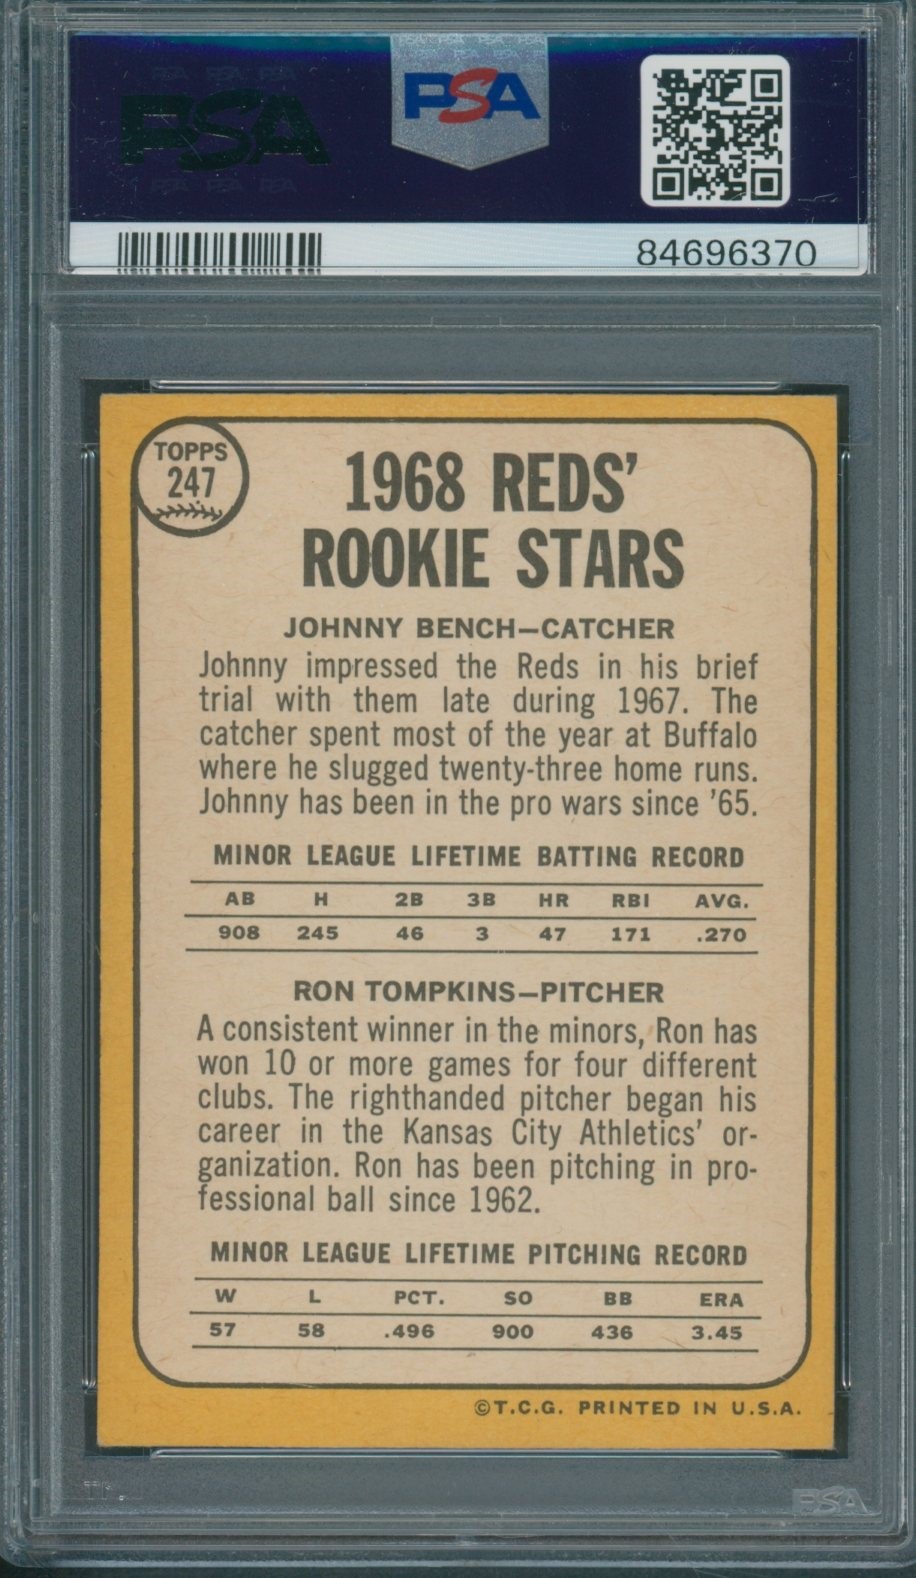 PSA PSA PSA
PSA
PSA PSA PSA
PSA
84696370
TOPPS
247
1968 REDS'
ROOKIE STARS
JOHNNY BENCH—CATCHER
Johnny impressed the Reds in his brief
trial with them late during 1967. The
catcher spent most of the year at Buffalo
where he slugged twenty-three home runs.
Johnny has been in the pro wars since '65.
MINOR LEAGUE LIFETIME BATTING RECORD
AB H 2B 3B HR RBI AVG.
908 245 46 3 47 171 .270
RON TOMPKINS—PITCHER
A consistent winner in the minors, Ron has
won 10 or more games for four different
clubs. The righthanded pitcher began his
career in the Kansas City Athletics' or-
ganization. Ron has been pitching in pro-
fessional ball since 1962.
MINOR LEAGUE LIFETIME PITCHING RECORD
W L PCT. SO BB ERA
57 58 .496 900 436 3.45
©T.C.G. PRINTED IN U.S.A.
PSA